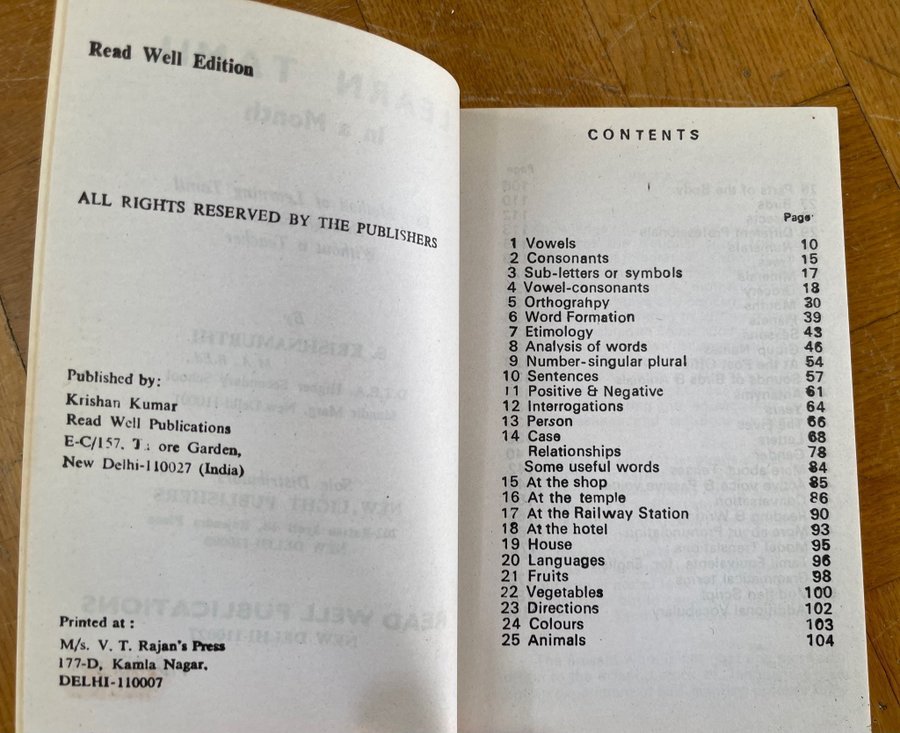 Read Well Edition
ALL RIGHTS RESERVED BY THE PUBLISHERS
Published by:
Krishan Kumar
Read Well Publications
E-C/157, ore Garden,
New Delhi-110027 (India)
Printed at :
M/s. V. T. Rajan's Press
177-D, Kamla Nagar,
DELHI-110007
CONTENTS
Page
1 Vowels 10
2 Consonants 15
3 Sub-letters or symbols 17
4 Vowel-consonants 18
5 Orthograhpy 30
6 Word Formation 39
7 Etimology 43
8 Analysis of words 46
9 Number-singular plural 54
10 Sentences 57
11 Positive & Negative 61
12 Interrogations 64
13 Person 66
14 Case 68
Relationships 78
Some useful words 84
15 At the shop 85
16 At the temple 86
17 At the Railway Station 90
18 At the hotel 93
19 House 95
20 Languages 96
21 Fruits 98
22 Vegetables 100
23 Directions 102
24 Colours 103
25 Animals 104